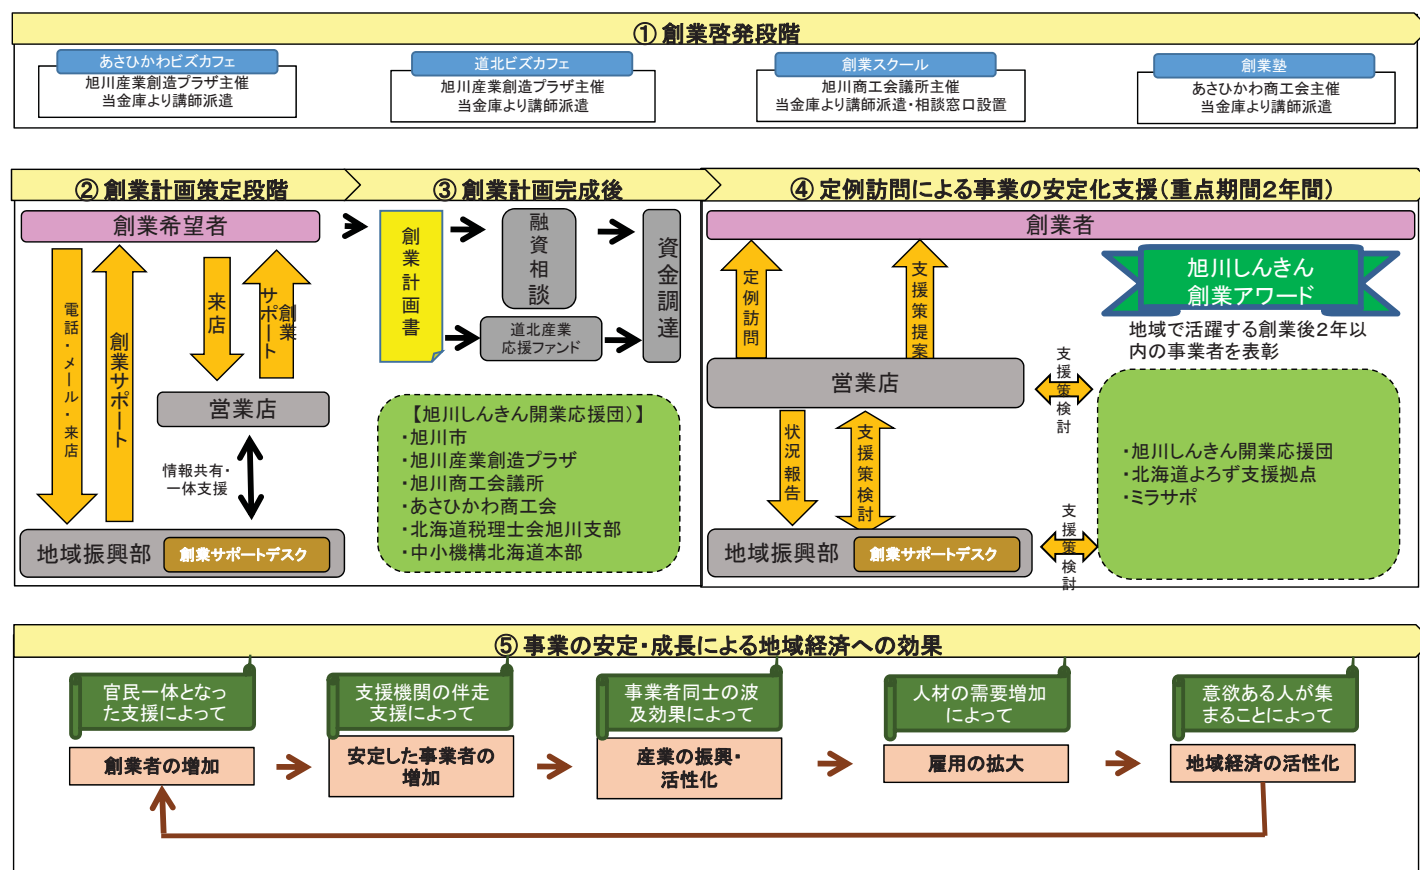 ① 創業啓発段階
あさひかわビズカフェ
旭川産業創造プラザ主催
当金庫より講師派遣
道北ビズカフェ
旭川産業創造プラザ主催
当金庫より講師派遣
創業スクール
旭川商工会議所主催
当金庫より講師派遣・相談窓口設置
創業塾
あさひかわ商工会主催
当金庫より講師派遣
② 創業計画策定段階
創業希望者
電話・メール・来店
創業サポート
来店
創業
サポート
営業店
情報共有・
一体支援
地域振興部
創業サポートデスク
③ 創業計画完成後
創業計画書
融資相談
道北産業
応援ファンド
資金調達
【旭川しんきん開業応援団)】
・旭川市
・旭川産業創造プラザ
・旭川商工会議所
・あさひかわ商工会
・北海道税理士会旭川支部
・中小機構北海道本部
④ 定例訪問による事業の安定化支援(重点期間2年間)
創業者
定例訪問
支援策提案
旭川しんきん
創業アワード
地域で活躍する創業後2年以
内の事業者を表彰
営業店
支援策検討
状況報告
支援策検討
・旭川しんきん開業応援団
・北海道よろず支援拠点
・ミラサポ
地域振興部
創業サポートデスク
支援策検討
⑤ 事業の安定・成長による地域経済への効果
官民一体となっ
た支援によって
創業者の増加
支援機関の伴走
支援によって
安定した事業者の
増加
事業者同士の波
及効果によって
産業の振興・
活性化
人材の需要増加
によって
雇用の拡大
意欲ある人が集
まることによって
地域経済の活性化